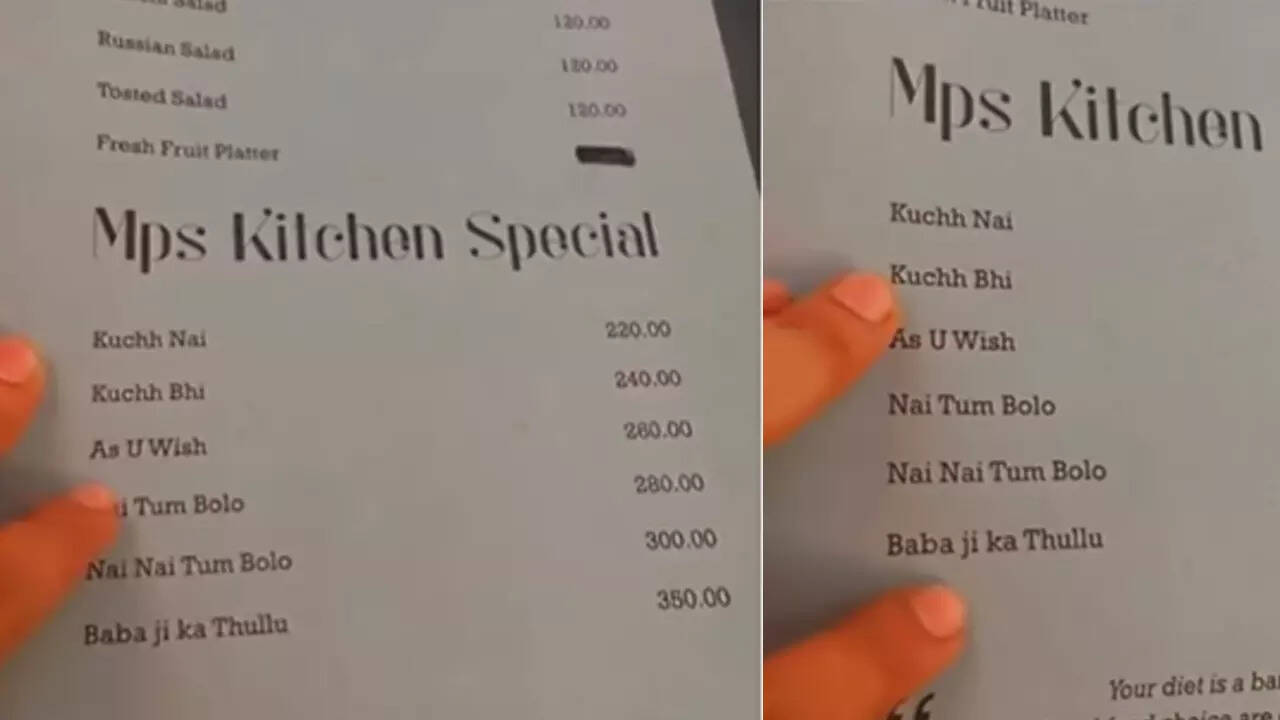 Salad 120.00
Russian Salad 120.00
Tosted Salad 120.00
Fresh Fruit Platter
Mps Kitchen Special
Kuchh Nai 220.00
Kuchh Bhi 240.00
As U Wish 260.00
Tum Bolo 280.00
Nai Nai Tum Bolo 300.00
Baba ji ka Thullu 350.00
Fruit Platter
Mps Kitchen
Kuchh Nai
Kuchh Bhi
As U Wish
Nai Tum Bolo
Nai Nai Tum Bolo
Baba ji ka Thullu
“
Your diet is a